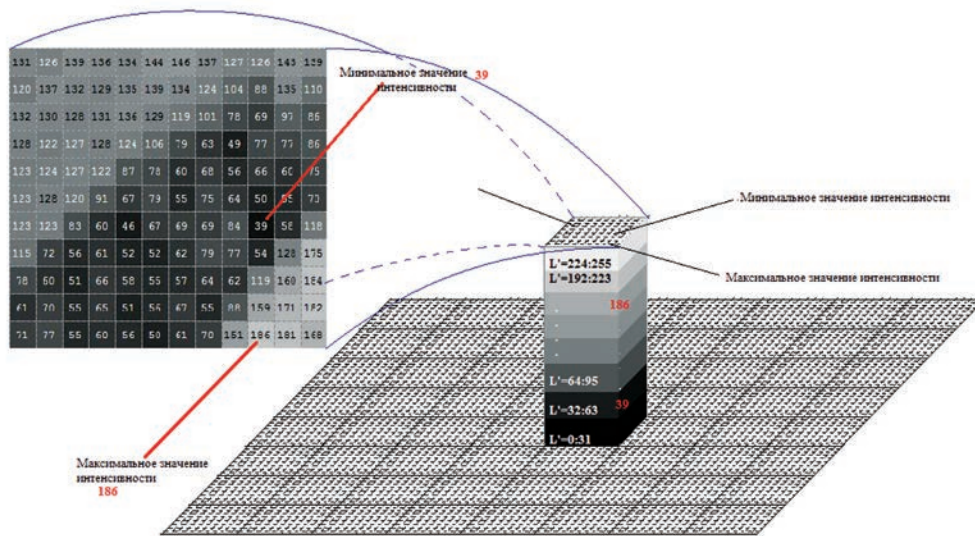 131 126 139 136 134 144 146 137 127 126 143 139
120 137 132 129 135 139 134 124 104 88 135 110
132 130 128 131 136 129 119 101 78 69 97 86
128 122 127 128 124 106 79 63 49 77 77 86
123 124 127 122 87 78 60 68 56 66 60 75
123 128 120 91 67 79 55 75 64 50 55 73
123 123 83 60 46 67 69 69 84 39 58 118
115 72 56 61 52 52 62 79 77 54 128 175
78 60 51 66 58 55 57 64 62 119 160 184
61 70 55 65 51 56 67 55 88 159 171 182
71 77 55 60 56 50 61 70 151 186 181 168
Минимальное значение 39
интенсивности
Минимальное значение интенсивности
Максимальное значение интенсивности
L'=224:255
L'=192:223
186
L'=64:95
L'=32:63 39
L'=0:31
Максимальное значение
интенсивности
186